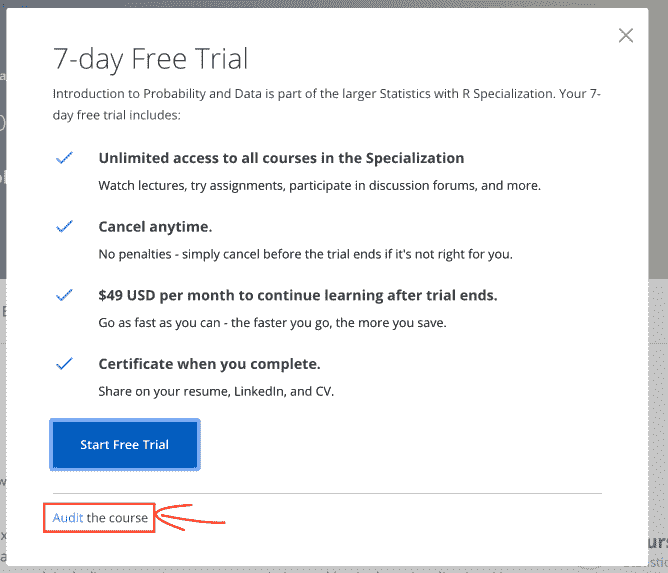 7-day Free Trial
Introduction to Probability and Data is part of the larger Statistics with R Specialization. Your 7-
day free trial includes:
Unlimited access to all courses in the Specialization
Watch lectures, try assignments, participate in discussion forums, and more.
Cancel anytime.
No penalties - simply cancel before the trial ends if it's not right for you.
$49 USD per month to continue learning after trial ends.
Go as fast as you can - the faster you go, the more you save.
Certificate when you complete.
Share on your resume, LinkedIn, and CV.
Start Free Trial
Audit the course